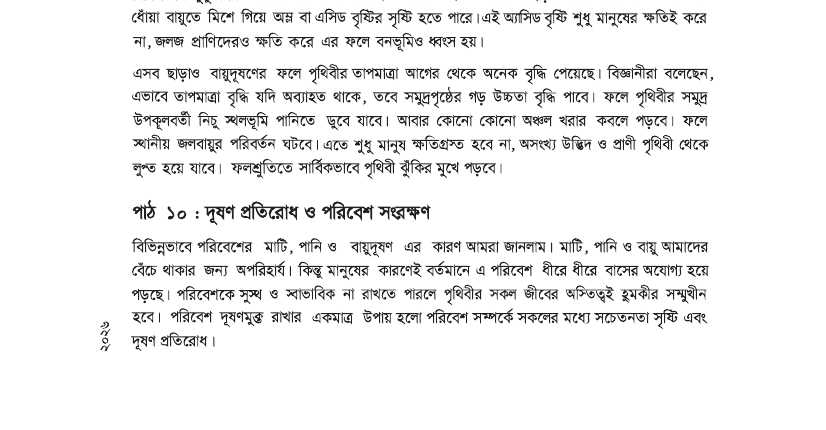 ধোঁয়া বায়ুতে মিশে গিয়ে অম্ল বা এসিড বৃষ্টির সৃষ্টি হতে পারে। এই অ্যাসিড বৃষ্টি শুধু মানুষের ক্ষতিই করে
না, জলজ প্রাণিদেরও ক্ষতি করে এর ফলে বনভূমিও ধ্বংস হয়।
এসব ছাড়াও বায়ুদূষণের ফলে পৃথিবীর তাপমাত্রা আগের থেকে অনেক বৃদ্ধি পেয়েছে। বিজ্ঞানীরা বলেছেন,
এভাবে তাপমাত্রা বৃদ্ধি যদি অব্যাহত থাকে, তবে সমুদ্রপৃষ্ঠের গড় উচ্চতা বৃদ্ধি পাবে। ফলে পৃথিবীর সমুদ্র
উপকূলবর্তী নিচু স্থলভূমি পানিতে ডুবে যাবে। আবার কোনো কোনো অঞ্চল খরার কবলে পড়বে। ফলে
স্থানীয় জলবায়ুর পরিবর্তন ঘটবে। এতে শুধু মানুষ ক্ষতিগ্রস্ত হবে না, অসংখ্য উদ্ভিদ ও প্রাণী পৃথিবী থেকে
লুপ্ত হয়ে যাবে। ফলশ্রুতিতে সার্বিকভাবে পৃথিবী ঝুঁকির মুখে পড়বে।
পাঠ ১০ : দূষণ প্রতিরোধ ও পরিবেশ সংরক্ষণ
বিভিন্নভাবে পরিবেশের মাটি, পানি ও বায়ুদূষণ এর কারণ আমরা জানলাম। মাটি, পানি ও বায়ু আমাদের
বেঁচে থাকার জন্য অপরিহার্য। কিন্তু মানুষের কারণেই বর্তমানে এ পরিবেশ ধীরে ধীরে বাসের অযোগ্য হয়ে
পড়ছে। পরিবেশকে সুস্থ ও স্বাভাবিক না রাখতে পারলে পৃথিবীর সকল জীবের অস্তিত্বই হুমকীর সম্মুখীন
হবে। পরিবেশ দূষণমুক্ত রাখার একমাত্র উপায় হলো পরিবেশ সম্পর্কে সকলের মধ্যে সচেতনতা সৃষ্টি এবং
দূষণ প্রতিরোধ।
২০২৬